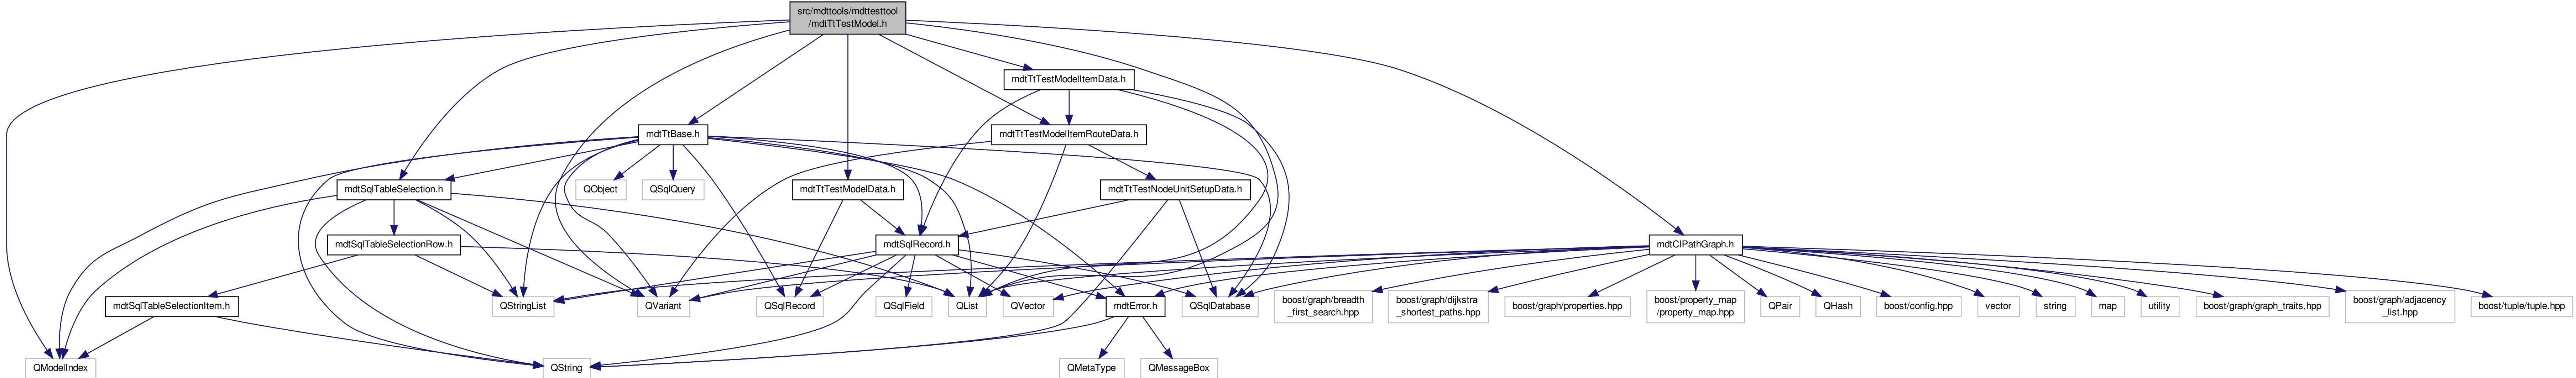 src/mdttools/mdttesttool
/mdtTtTestModel.h
mdtTtTestModelItemData.h
mdtTtBase.h
mdtTtTestModelItemRouteData.h
mdtSqlTableSelection.h
QObject
QSqlQuery
mdtTtTestModelData.h
mdtTtTestNodeUnitSetupData.h
mdtSqlTableSelectionRow.h
mdtSqlRecord.h
mdtClPathGraph.h
mdtSqlTableSelectionItem.h
QStringList
QVariant
QSqlRecord
QSqlField
QList
QVector
mdtError.h
QSqlDatabase
boost/graph/breadth
_first_search.hpp
boost/graph/dijkstra
_shortest_paths.hpp
boost/graph/properties.hpp
boost/property_map
/property_map.hpp
QPair
QHash
boost/config.hpp
vector
string
map
utility
boost/graph/graph_traits.hpp
boost/graph/adjacency
_list.hpp
boost/tuple/tuple.hpp
QModelIndex
QString
QMetaType
QMessageBox